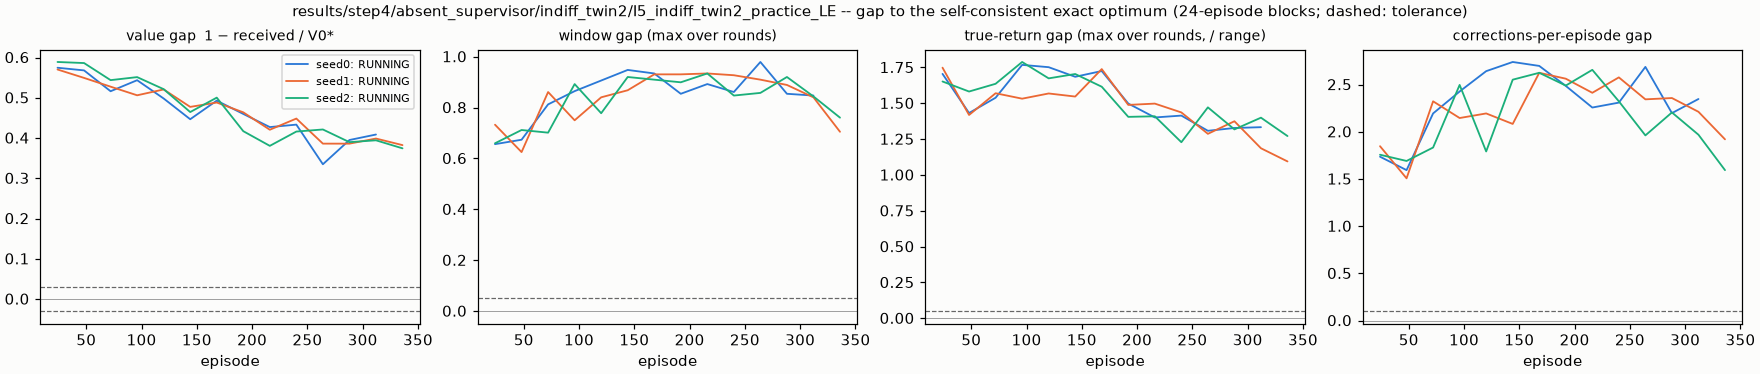 results/step4/absent_supervisor/indiff_twin2/l5_indiff_twin2_practice_LE -- gap to the self-consistent exact optimum (24-episode blocks; dashed: tolerance)
value gap 1 − received / V0*
0.6
0.5
0.4
0.3
0.2
0.1
0.0
seed0: RUNNING
seed1: RUNNING
seed2: RUNNING
50 100 150 200 250 300 350
episode
window gap (max over rounds)
1.0
0.8
0.6
0.4
0.2
0.0
50 100 150 200 250 300 350
episode
true-return gap (max over rounds, / range)
1.75
1.50
1.25
1.00
0.75
0.50
0.25
0.00
50 100 150 200 250 300 350
episode
corrections-per-episode gap
2.5
2.0
1.5
1.0
0.5
0.0
50 100 150 200 250 300 350
episode